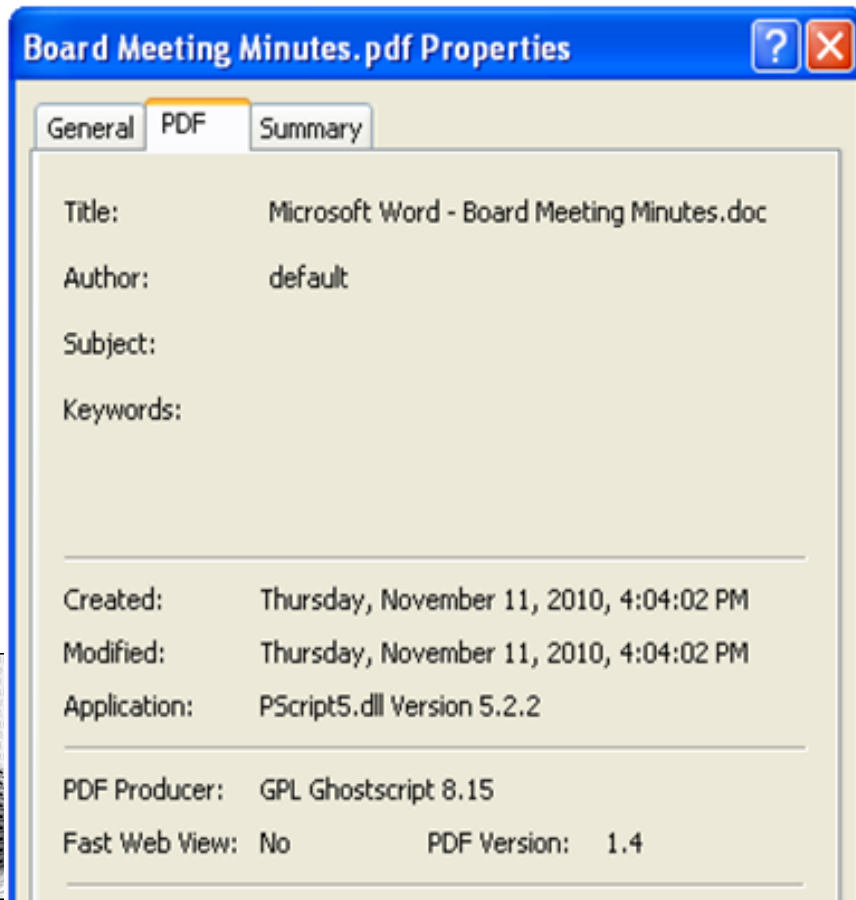 Board Meeting Minutes.pdf Properties ?
General PDF Summary
Title: Microsoft Word - Board Meeting Minutes.doc
Author: default
Subject:
Keywords:
Created: Thursday, November 11, 2010, 4:04:02 PM
Modified: Thursday, November 11, 2010, 4:04:02 PM
Application: PScript5.dll Version 5.2.2
PDF Producer: GPL Ghostscript 8.15
Fast Web View: No PDF Version: 1.4